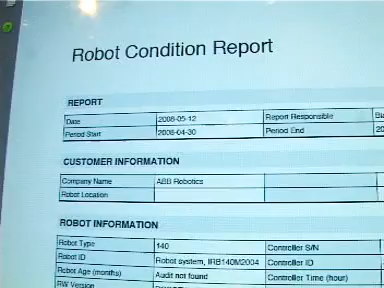 Robot Condition Report
REPORT
Date 2008-05-12 Report Responsible
Period Start 2008-04-30 Period End
CUSTOMER INFORMATION
Company Name ABB Robotics
Robot Location
ROBOT INFORMATION
Robot Type 140 Controller S/N
Robot ID Robot system, IRB140M2004 Controller ID
Robot Age (months) Audit not found Controller Time (hour)
RW Version